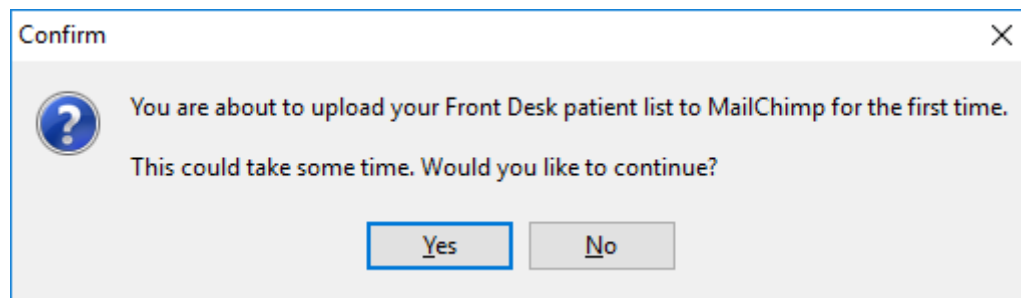 Confirm
You are about to upload your Front Desk patient list to MailChimp for the first time.
This could take some time. Would you like to continue?
Yes
No